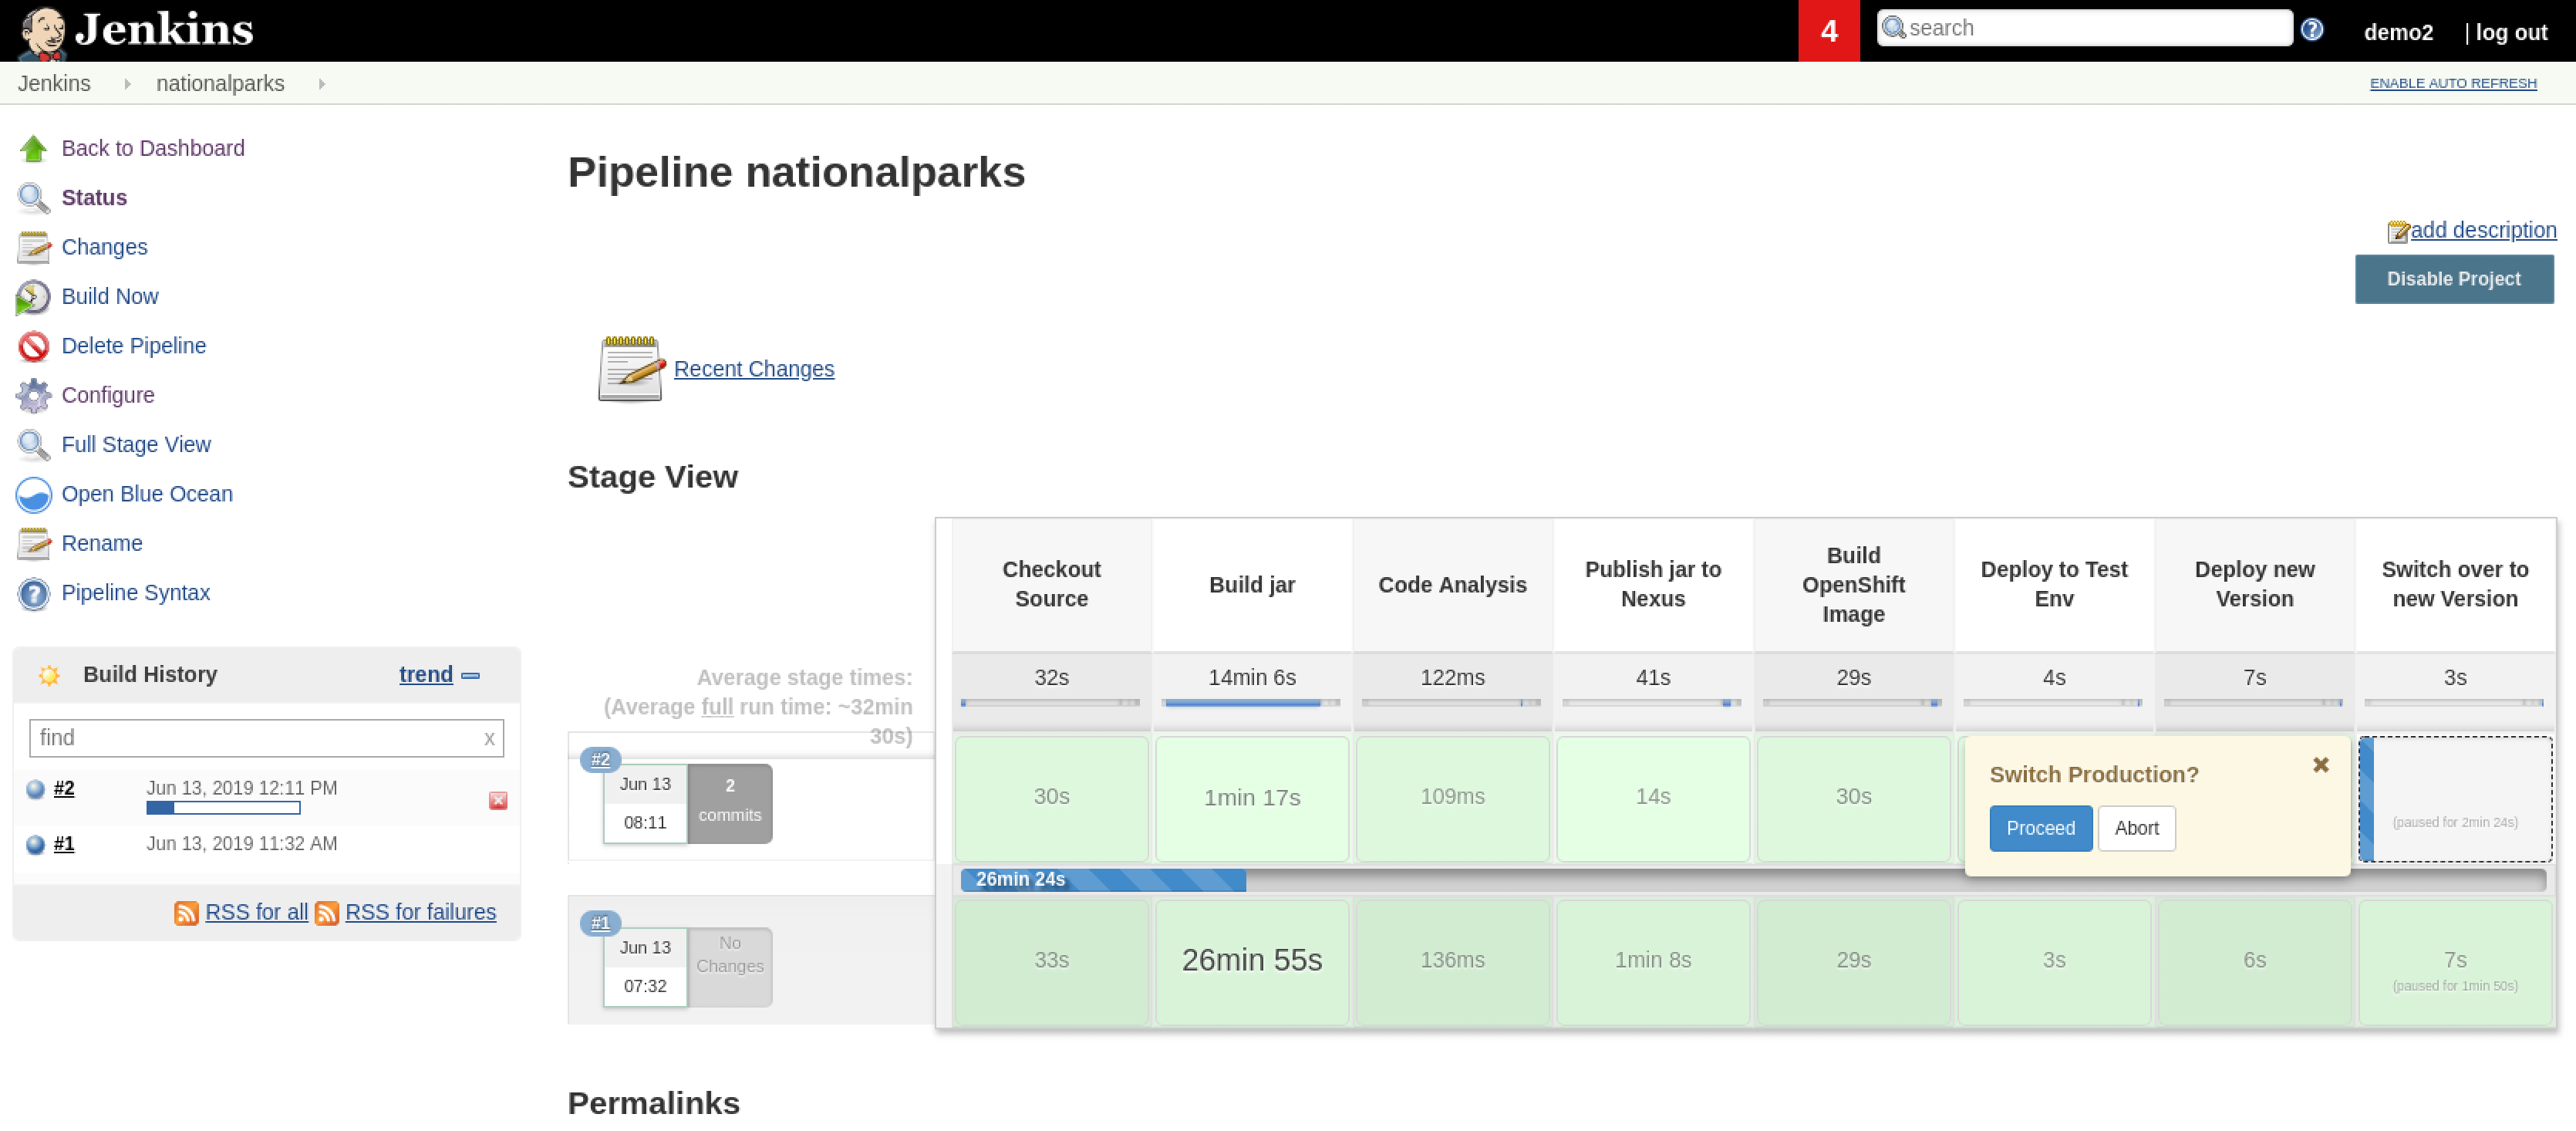 Jenkins
4
search
demo2
| log out
Jenkins
nationalparks
ENABLE AUTO REFRESH
Back to Dashboard
Status
Changes
Build Now
Delete Pipeline
Configure
Full Stage View
Open Blue Ocean
Rename
Pipeline Syntax
Build History
trend
find
x
#2
Jun 13, 2019 12:11 PM
#1
Jun 13, 2019 11:32 AM
RSS for all
RSS for failures
Pipeline nationalparks
add description
Disable Project
Recent Changes
Stage View
Checkout
Source
Build jar
Code Analysis
Publish jar to
Nexus
Build
OpenShift
Image
Deploy to Test
Env
Deploy new
Version
Switch over to
new Version
Average stage times:
(Average full run time: ~32min
30s)
32s
14min 6s
122ms
41s
29s
4s
7s
3s
#2
Jun 13
08:11
2
commits
30s
1min 17s
109ms
14s
30s
Switch Production?
Proceed
Abort
(paused for 2min 24s)
26min 24s
#1
Jun 13
07:32
No
Changes
33s
26min 55s
136ms
1min 8s
29s
3s
6s
7s
(paused for 1min 50s)
Permalinks